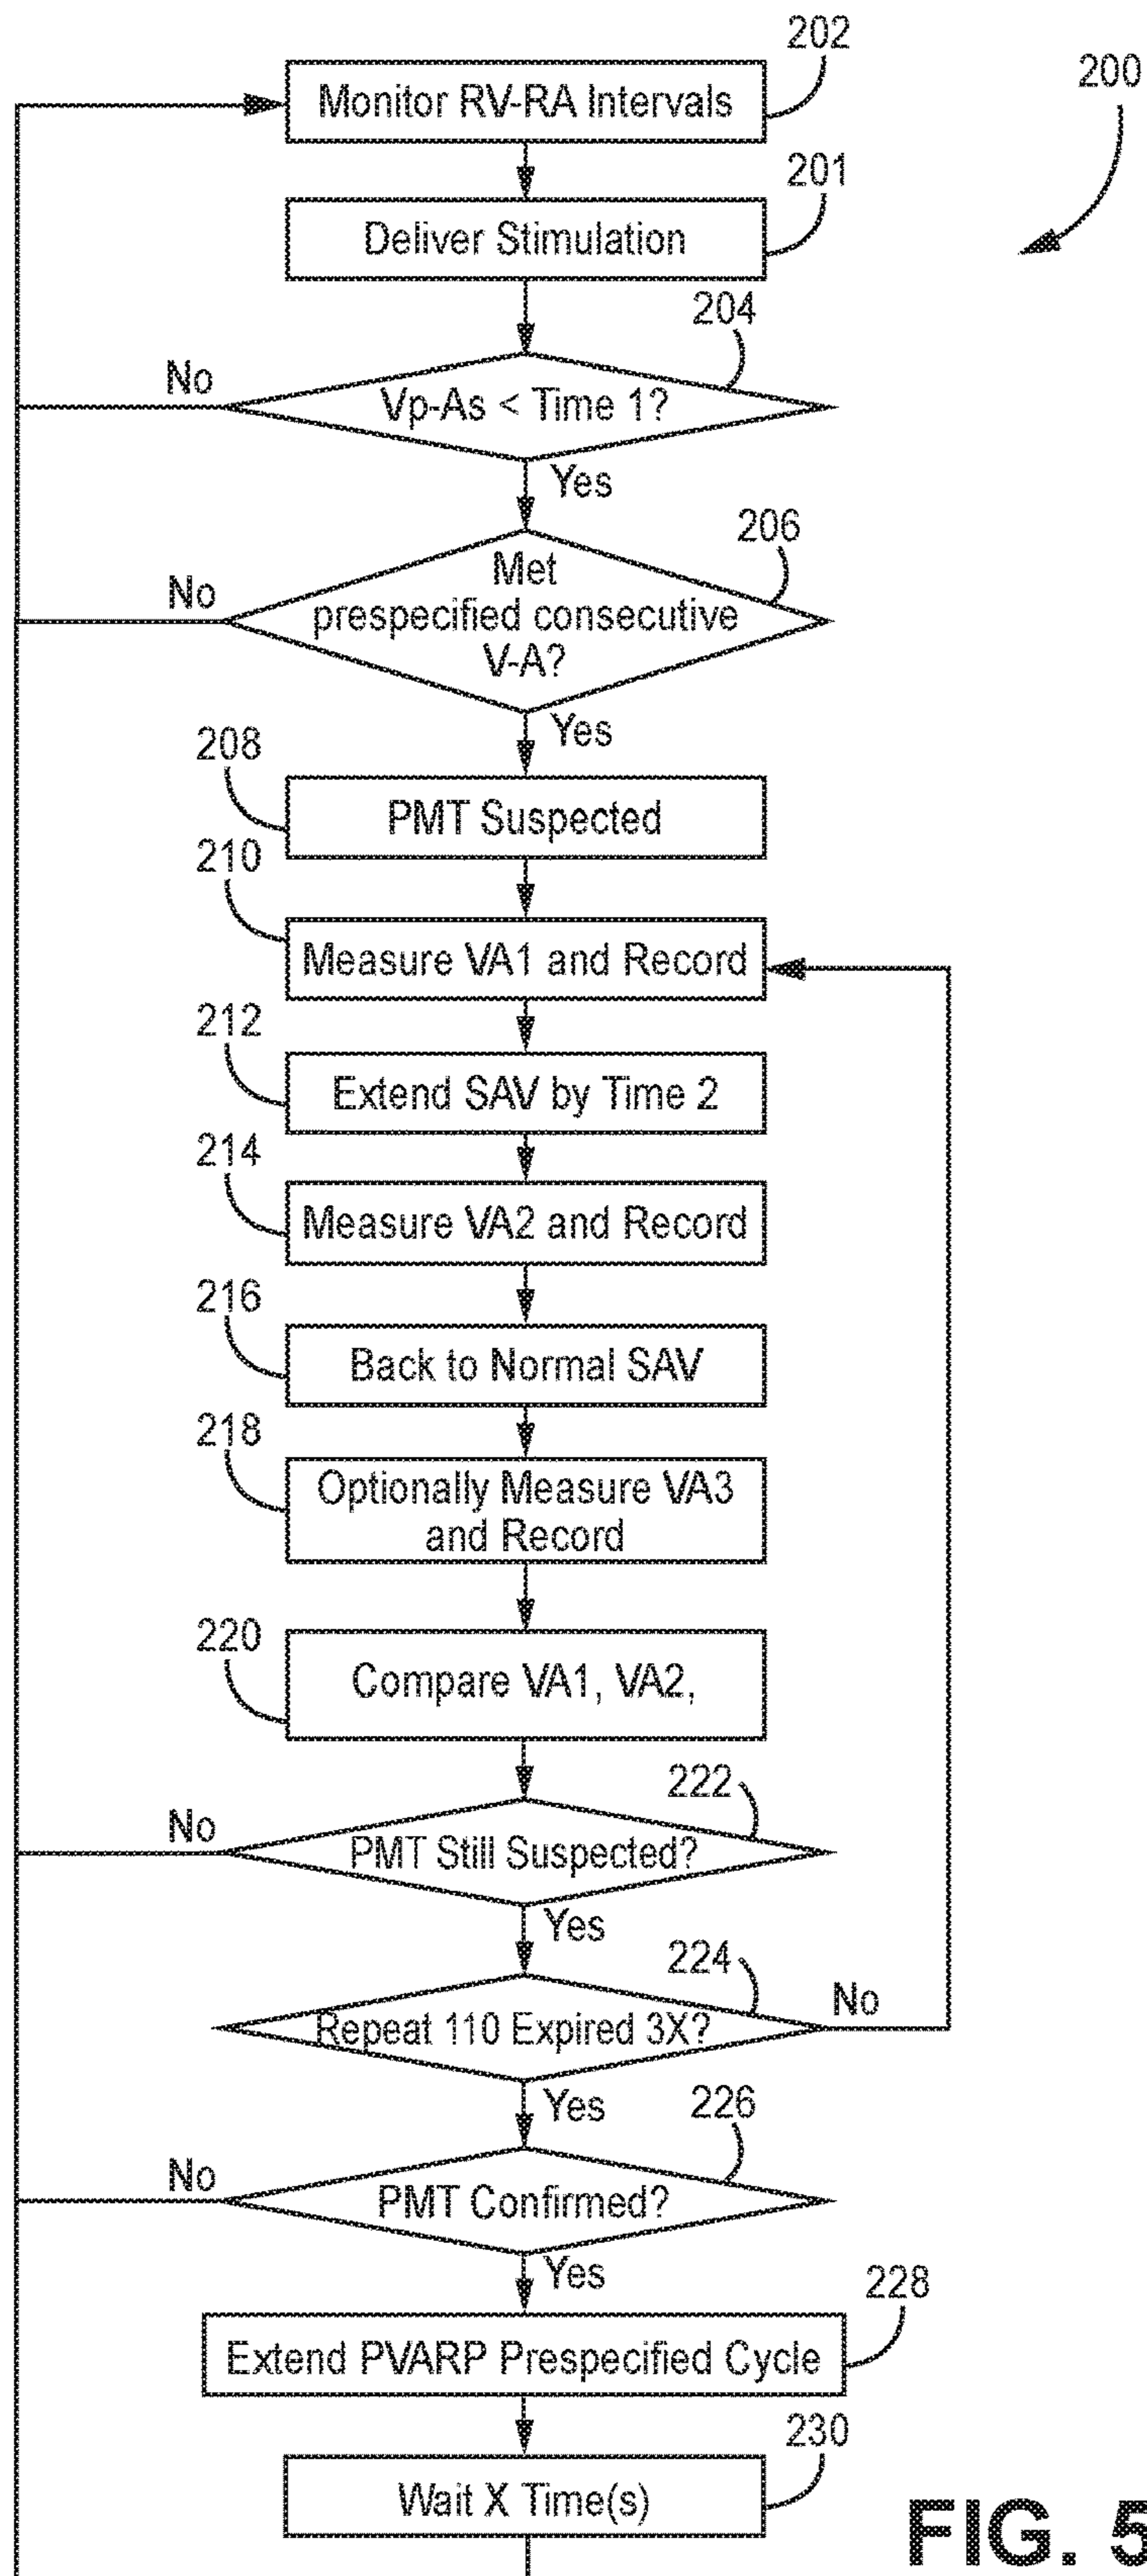 202
200
Monitor RV-RA Intervals
201
Deliver Stimulation
204
No
Vp-As < Time 1?
Yes
206
No
Met
prespecified consecutive
V-A?
Yes
208
PMT Suspected
210
Measure VA1 and Record
212
Extend SAV by Time 2
214
Measure VA2 and Record
216
Back to Normal SAV
218
Optionally Measure VA3
and Record
220
Compare VA1, VA2,
222
No
PMT Still Suspected?
Yes
224
No
Repeat 110 Expired 3X?
Yes
226
No
PMT Confirmed?
Yes
228
Extend PVARP Prespecified Cycle
230
Wait X Time(s)
FIG. 5